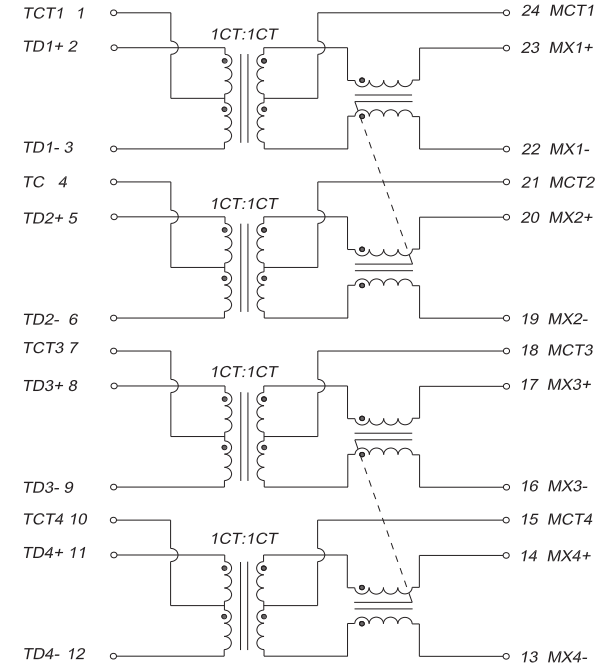 TCT1 1
24 MCT1
1CT:1CT
TD1+ 2
23 MX1+
TD1- 3
22 MX1-
TC 4
21 MCT2
1CT:1CT
TD2+ 5
20 MX2+
TD2- 6
19 MX2-
TCT3 7
18 MCT3
1CT:1CT
TD3+ 8
17 MX3+
TD3- 9
16 MX3-
TCT4 10
15 MCT4
1CT:1CT
TD4+ 11
14 MX4+
TD4- 12
13 MX4-